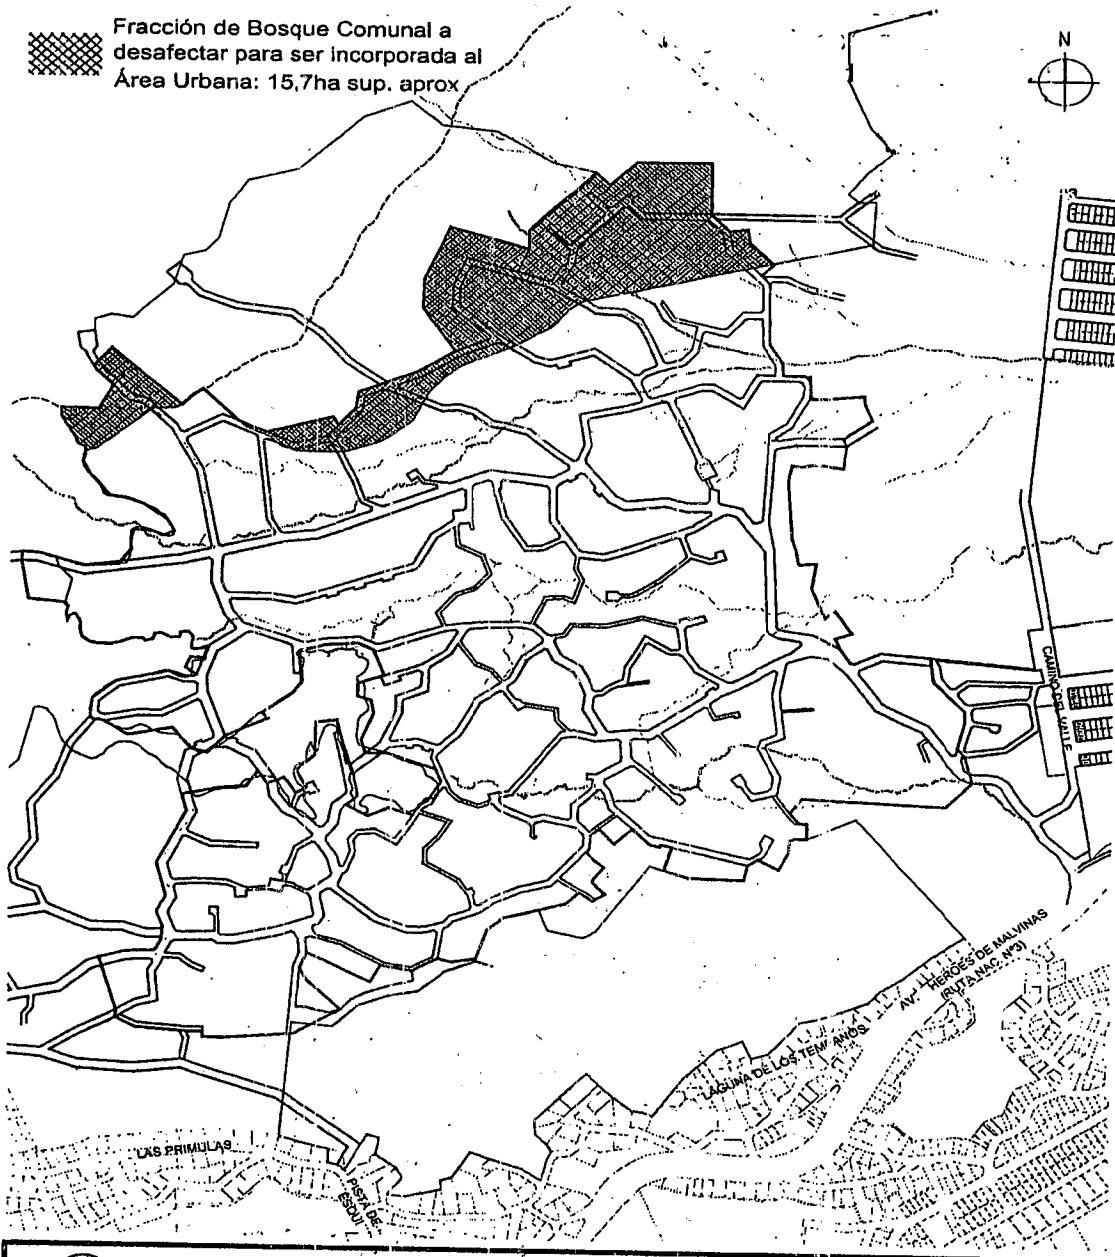 Fracción de Bosque Comunal a
desafectar para ser incorporada al
Área Urbana: 15,7ha sup. aprox
N
CAMINO DEL VALLE
AV. HEROES DE MALVINAS
(RUTA NAC. Nº3)
LAGUNA DE LOS TEMPANOS
LAS PRIMULAS
PISTA DE
ESQUI